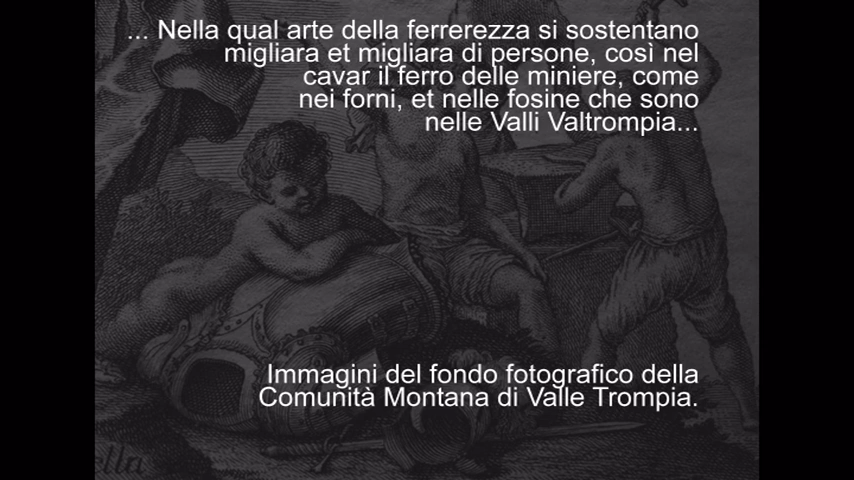 ... Nella qual arte della ferrerezza si sostentano
migliara et migliara di persone, così nel
cavar il ferro delle miniere, come
nei forni, et nelle fosine che sono
nelle Valli Valtrompia...
Immagini del fondo fotografico della
Comunità Montana di Valle Trompia.